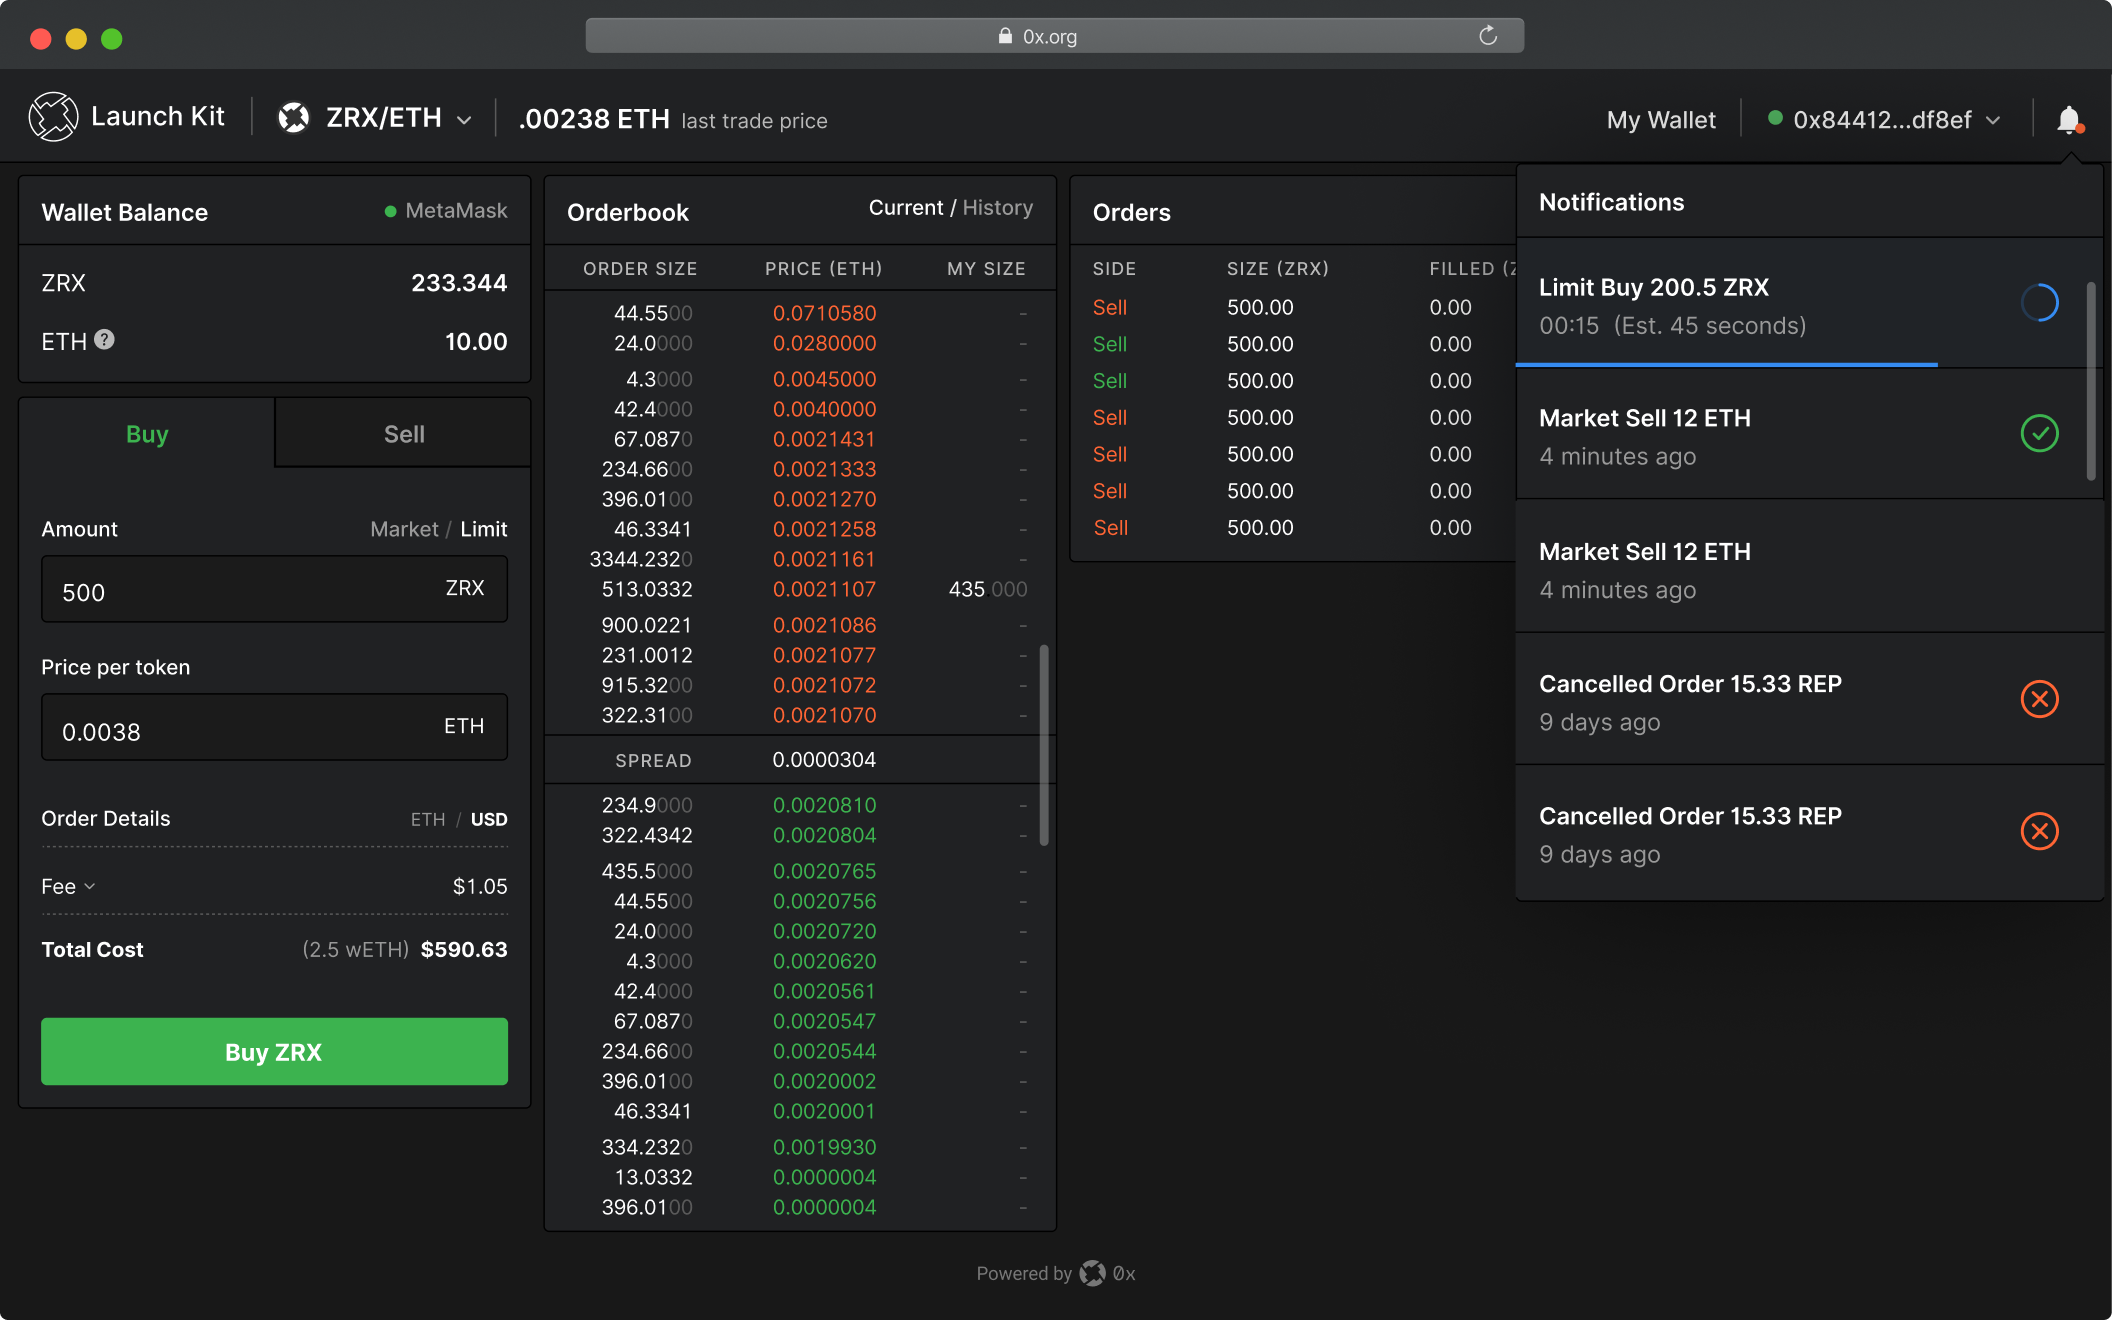 0x.org
Launch Kit
ZRX/ETH
.00238 ETH last trade price
My Wallet
0x84412...df8ef
Wallet Balance
MetaMask
ZRX 233.344
ETH ? 10.00
Buy
Sell
Amount
Market / Limit
500 ZRX
Price per token
0.0038 ETH
Order Details
ETH / USD
Fee $1.05
Total Cost (2.5 wETH) $590.63
Buy ZRX
Orderbook
Current / History
ORDER SIZE PRICE (ETH) MY SIZE
44.5500 0.0710580 -
24.0000 0.0280000 -
4.3000 0.0045000 -
42.4000 0.0040000 -
67.0870 0.0021431 -
234.6600 0.0021333 -
396.0100 0.0021270 -
46.3341 0.0021258 -
3344.2320 0.0021161 -
513.0332 0.0021107 435.000
900.0221 0.0021086 -
231.0012 0.0021077 -
915.3200 0.0021072 -
322.3100 0.0021070 -
SPREAD 0.0000304
234.9000 0.0020810 -
322.4342 0.0020804 -
435.5000 0.0020765 -
44.5500 0.0020756 -
24.0000 0.0020720 -
4.3000 0.0020620 -
42.4000 0.0020561 -
67.0870 0.0020547 -
234.6600 0.0020544 -
396.0100 0.0020002 -
46.3341 0.0020001 -
334.2320 0.0019930 -
13.0332 0.0000004 -
396.0100 0.0000004 -
Orders
SIDE SIZE (ZRX) FILLED (Z
Sell 500.00 0.00
Sell 500.00 0.00
Sell 500.00 0.00
Sell 500.00 0.00
Sell 500.00 0.00
Sell 500.00 0.00
Sell 500.00 0.00
Notifications
Limit Buy 200.5 ZRX
00:15 (Est. 45 seconds)
Market Sell 12 ETH
4 minutes ago
Market Sell 12 ETH
4 minutes ago
Cancelled Order 15.33 REP
9 days ago
Cancelled Order 15.33 REP
9 days ago
Powered by 0x